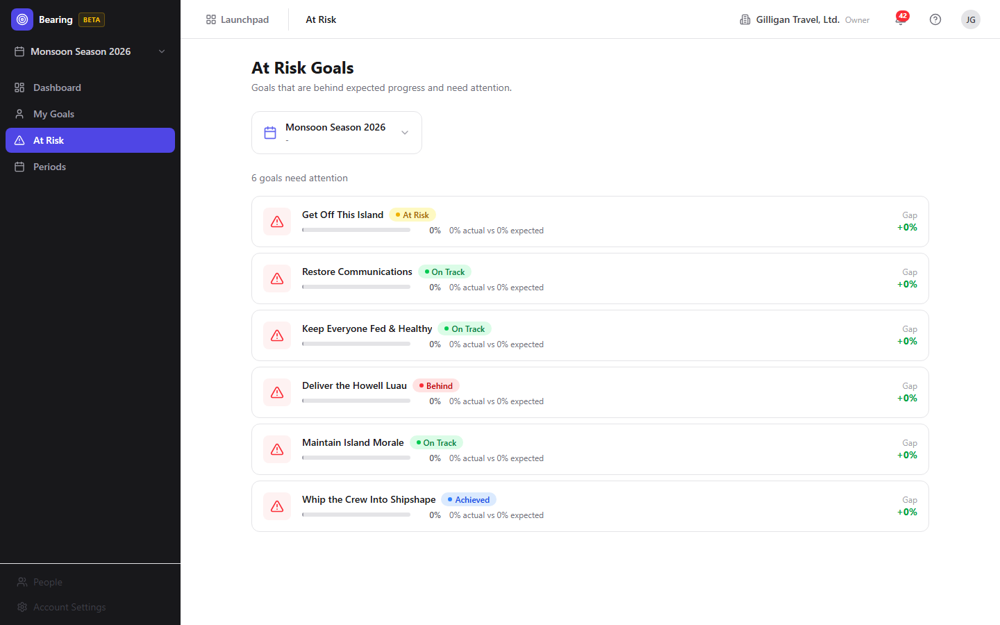 Bearing BETA
Monsoon Season 2026
Dashboard
My Goals
At Risk
Periods
People
Account Settings
Launchpad
At Risk
Gilligan Travel, Ltd. Owner
42
JG
At Risk Goals
Goals that are behind expected progress and need attention.
Monsoon Season 2026
-
6 goals need attention
Get Off This Island At Risk
0% 0% actual vs 0% expected
Gap
+0%
Restore Communications On Track
0% 0% actual vs 0% expected
Gap
+0%
Keep Everyone Fed & Healthy On Track
0% 0% actual vs 0% expected
Gap
+0%
Deliver the Howell Luau Behind
0% 0% actual vs 0% expected
Gap
+0%
Maintain Island Morale On Track
0% 0% actual vs 0% expected
Gap
+0%
Whip the Crew Into Shipshape Achieved
0% 0% actual vs 0% expected
Gap
+0%